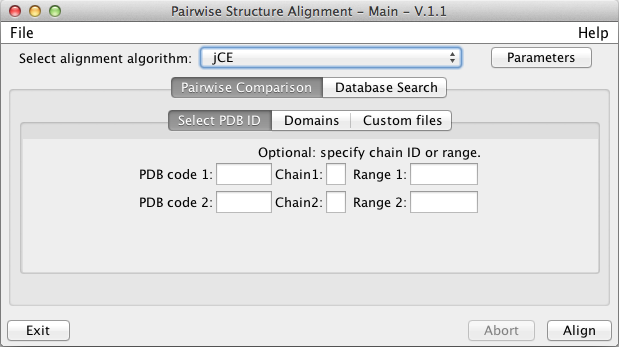 Pairwise Structure Alignment - Main - V.1.1
File Help
Select alignment algorithm: jCE Parameters
Pairwise Comparison Database Search
Select PDB ID Domains Custom files
Optional: specify chain ID or range.
PDB code 1: Chain1: Range 1:
PDB code 2: Chain2: Range 2:
Exit Abort Align